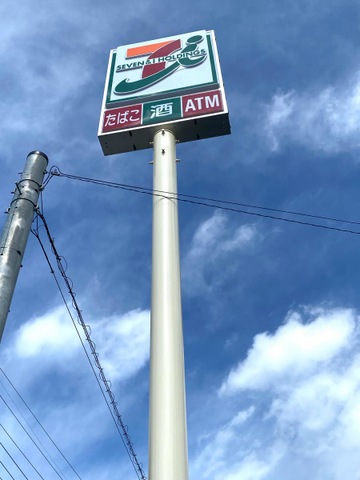 SEVEN & i HOLDINGS
たばこ 酒 ATM